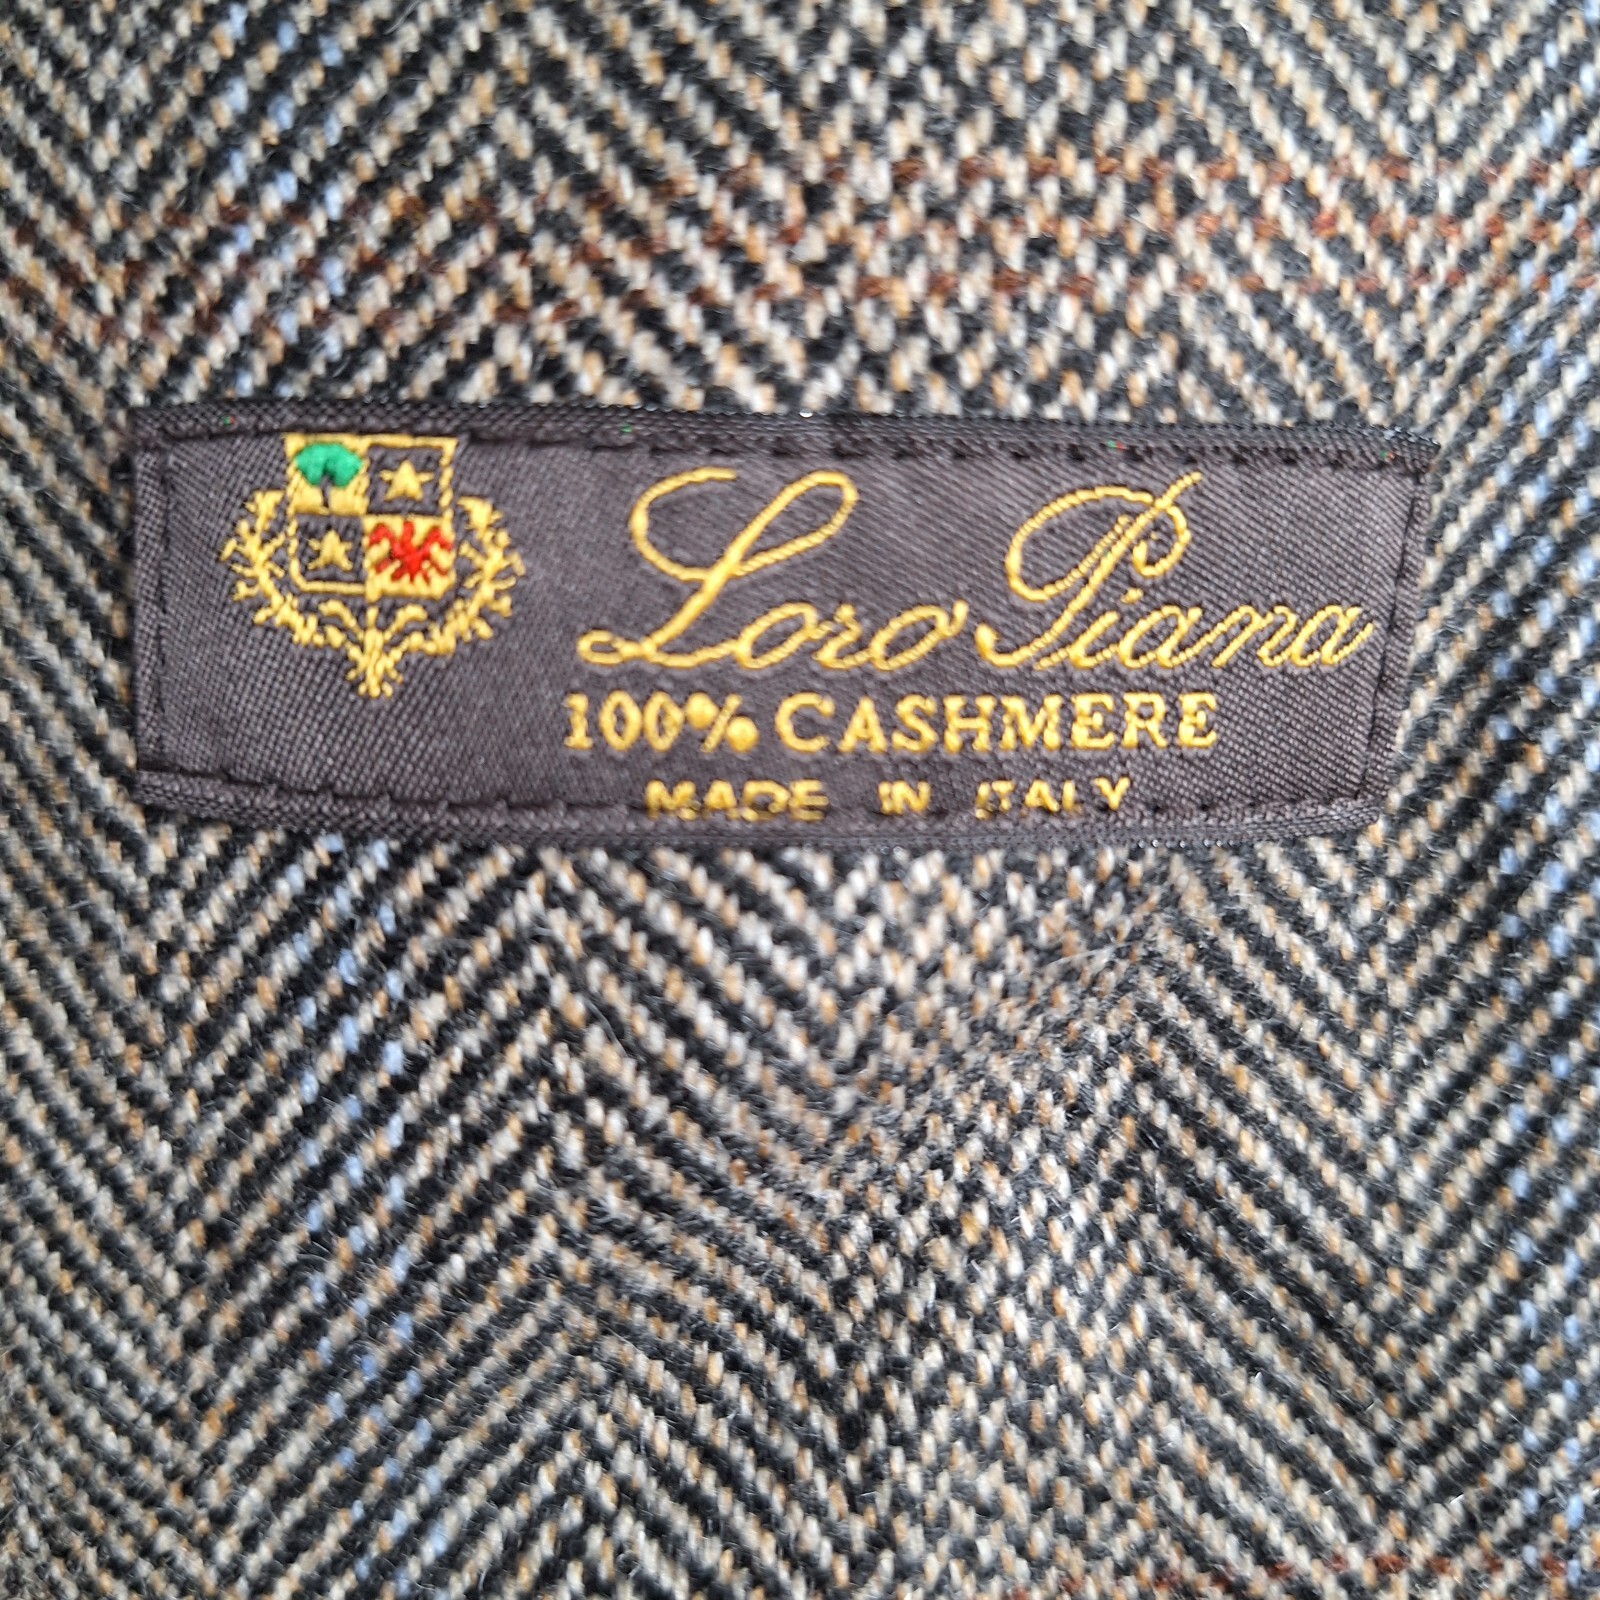 Loro Piana
100% CASHMERE
MADE IN ITALY